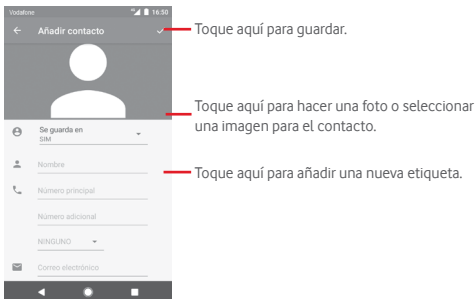 Vodafone 4G 16:50
Añadir contacto
Toque aquí para guardar.
Toque aquí para hacer una foto o seleccionar
una imagen para el contacto.
Se guarda en
SIM
Nombre
Toque aquí para añadir una nueva etiqueta.
Número principal
Número adicional
NINGUNO
Correo electrónico